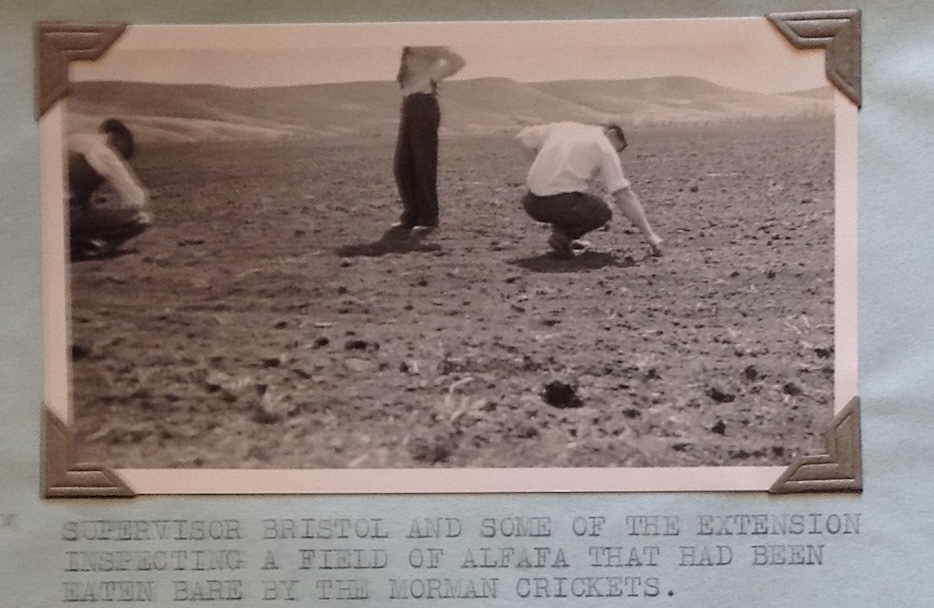 SUPERVISOR BRISTOL AND SOME OF THE EXTENSION
INSPECTING A FIELD OF ALFAFA THAT HAD BEEN
EATEN BARE BY THE MORMAN CRICKETS.